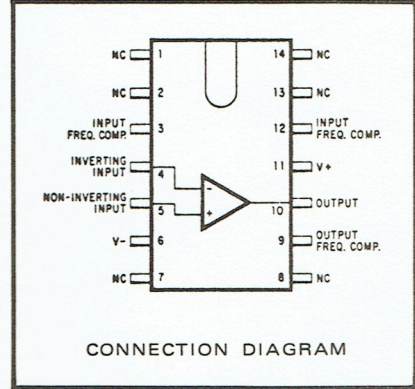 NC 1 14 NC
NC 2 13 NC
INPUT FREQ. COMP. 3 12 INPUT FREQ. COMP.
INVERTING INPUT 4 - 11 V+
NON-INVERTING INPUT 5 + 10 OUTPUT
V- 6 9 OUTPUT FREQ. COMP.
NC 7 8 NC
CONNECTION DIAGRAM